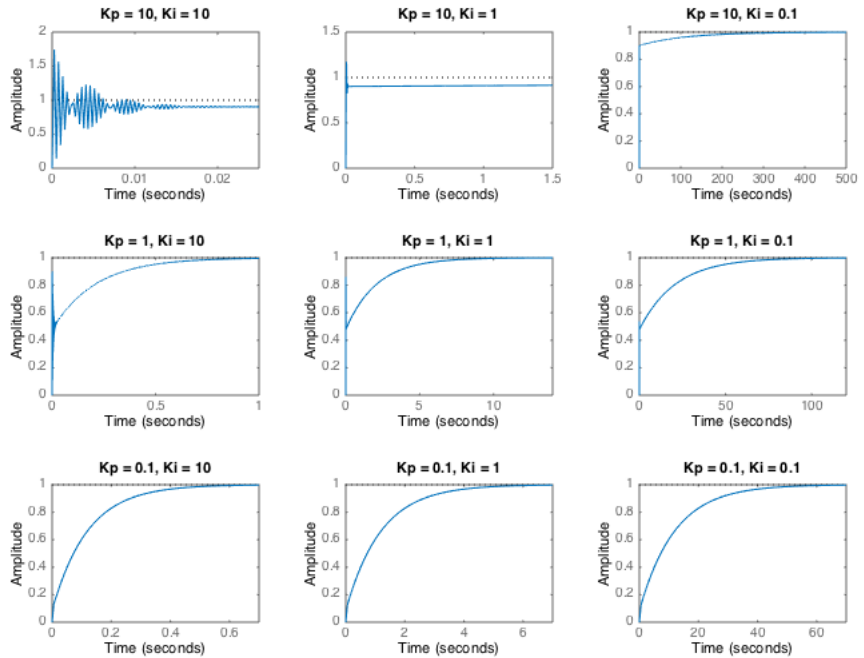 Kp = 10, Ki = 10
Amplitude
2
1.5
1
0.5
0
0 0.01 0.02
Time (seconds)
Kp = 10, Ki = 1
Amplitude
1.5
1
0.5
0
0 0.5 1 1.5
Time (seconds)
Kp = 10, Ki = 0.1
Amplitude
1
0.8
0.6
0.4
0.2
0
0 100 200 300 400 500
Time (seconds)
Kp = 1, Ki = 10
Amplitude
1
0.8
0.6
0.4
0.2
0
0 0.5 1
Time (seconds)
Kp = 1, Ki = 1
Amplitude
1
0.8
0.6
0.4
0.2
0
0 5 10
Time (seconds)
Kp = 1, Ki = 0.1
Amplitude
1
0.8
0.6
0.4
0.2
0
0 50 100
Time (seconds)
Kp = 0.1, Ki = 10
Amplitude
1
0.8
0.6
0.4
0.2
0
0 0.2 0.4 0.6
Time (seconds)
Kp = 0.1, Ki = 1
Amplitude
1
0.8
0.6
0.4
0.2
0
0 2 4 6
Time (seconds)
Kp = 0.1, Ki = 0.1
Amplitude
1
0.8
0.6
0.4
0.2
0
0 20 40 60
Time (seconds)